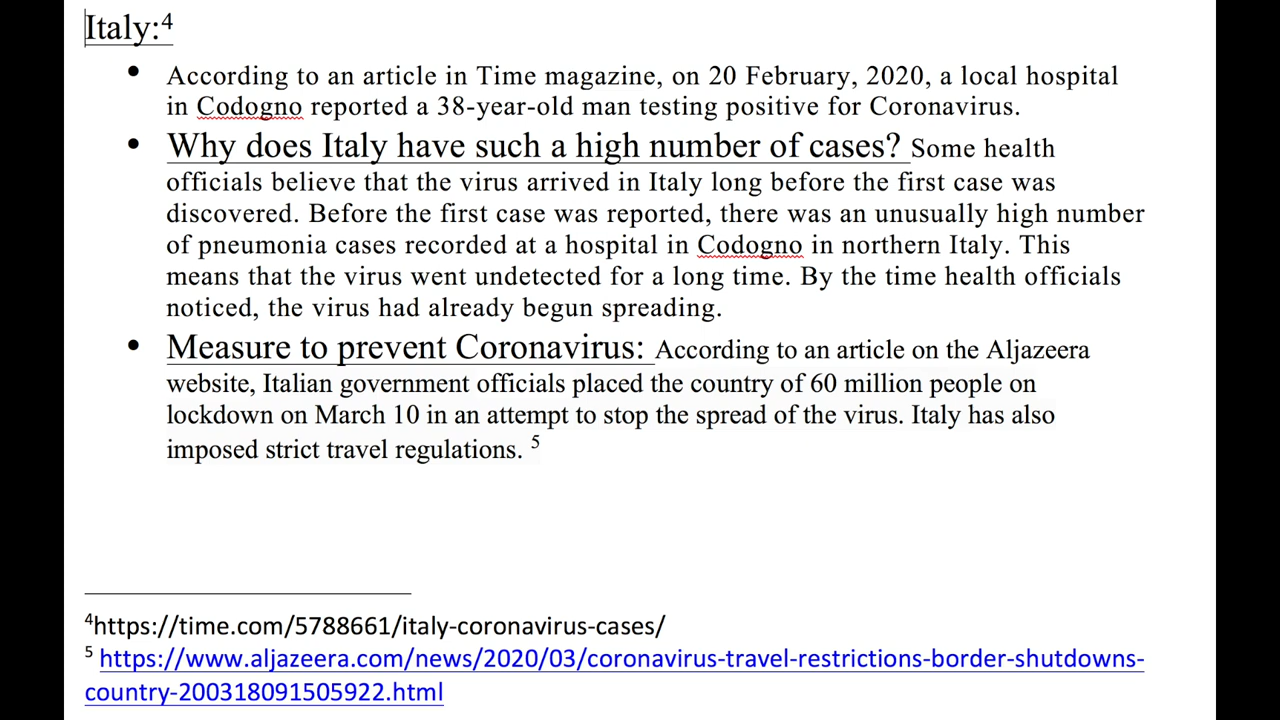 Italy:⁴
• According to an article in Time magazine, on 20 February, 2020, a local hospital
in Codogno reported a 38-year-old man testing positive for Coronavirus.
• Why does Italy have such a high number of cases? Some health
officials believe that the virus arrived in Italy long before the first case was
discovered. Before the first case was reported, there was an unusually high number
of pneumonia cases recorded at a hospital in Codogno in northern Italy. This
means that the virus went undetected for a long time. By the time health officials
noticed, the virus had already begun spreading.
• Measure to prevent Coronavirus: According to an article on the Aljazeera
website, Italian government officials placed the country of 60 million people on
lockdown on March 10 in an attempt to stop the spread of the virus. Italy has also
imposed strict travel regulations. ⁵
⁴https://time.com/5788661/italy-coronavirus-cases/
⁵ https://www.aljazeera.com/news/2020/03/coronavirus-travel-restrictions-border-shutdowns-
country-200318091505922.html